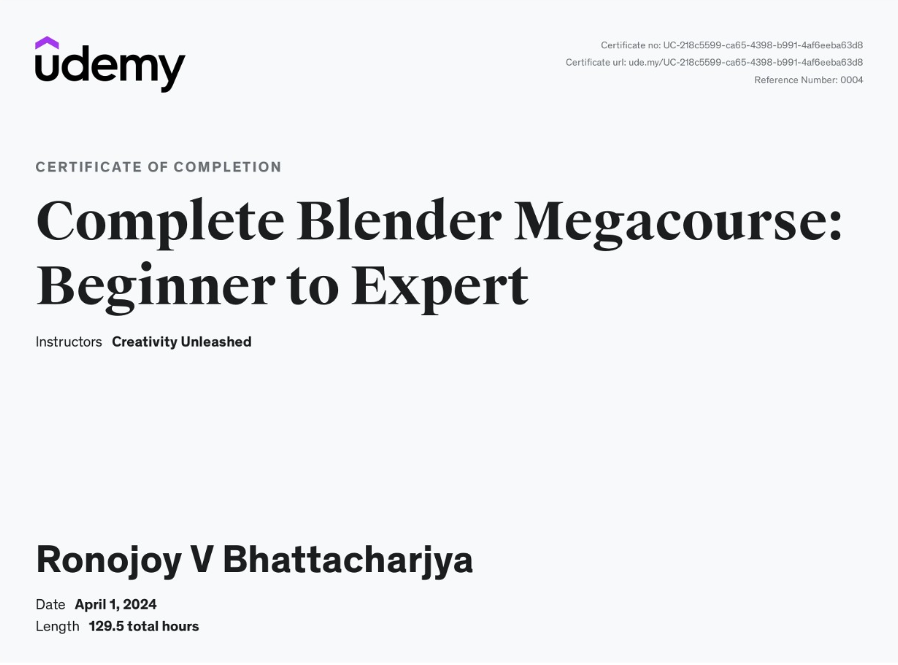 udemy
Certificate no: UC-218c5599-ca65-4398-b991-4af6eeba63d8
Certificate url: ude.my/UC-218c5599-ca65-4398-b991-4af6eeba63d8
Reference Number: 0004
CERTIFICATE OF COMPLETION
Complete Blender Megacourse:
Beginner to Expert
Instructors Creativity Unleashed
Ronojoy V Bhattacharjya
Date April 1, 2024
Length 129.5 total hours